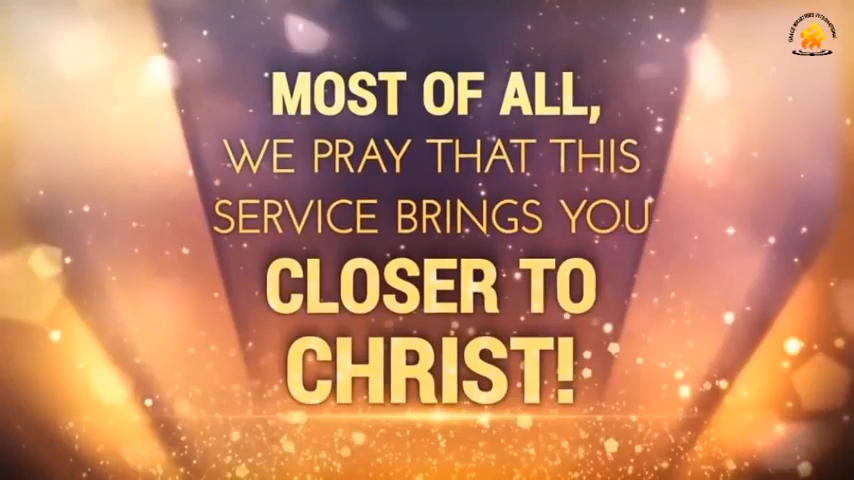 MOST OF ALL,
WE PRAY THAT THIS
SERVICE BRINGS YOU
CLOSER TO
CHRIST!